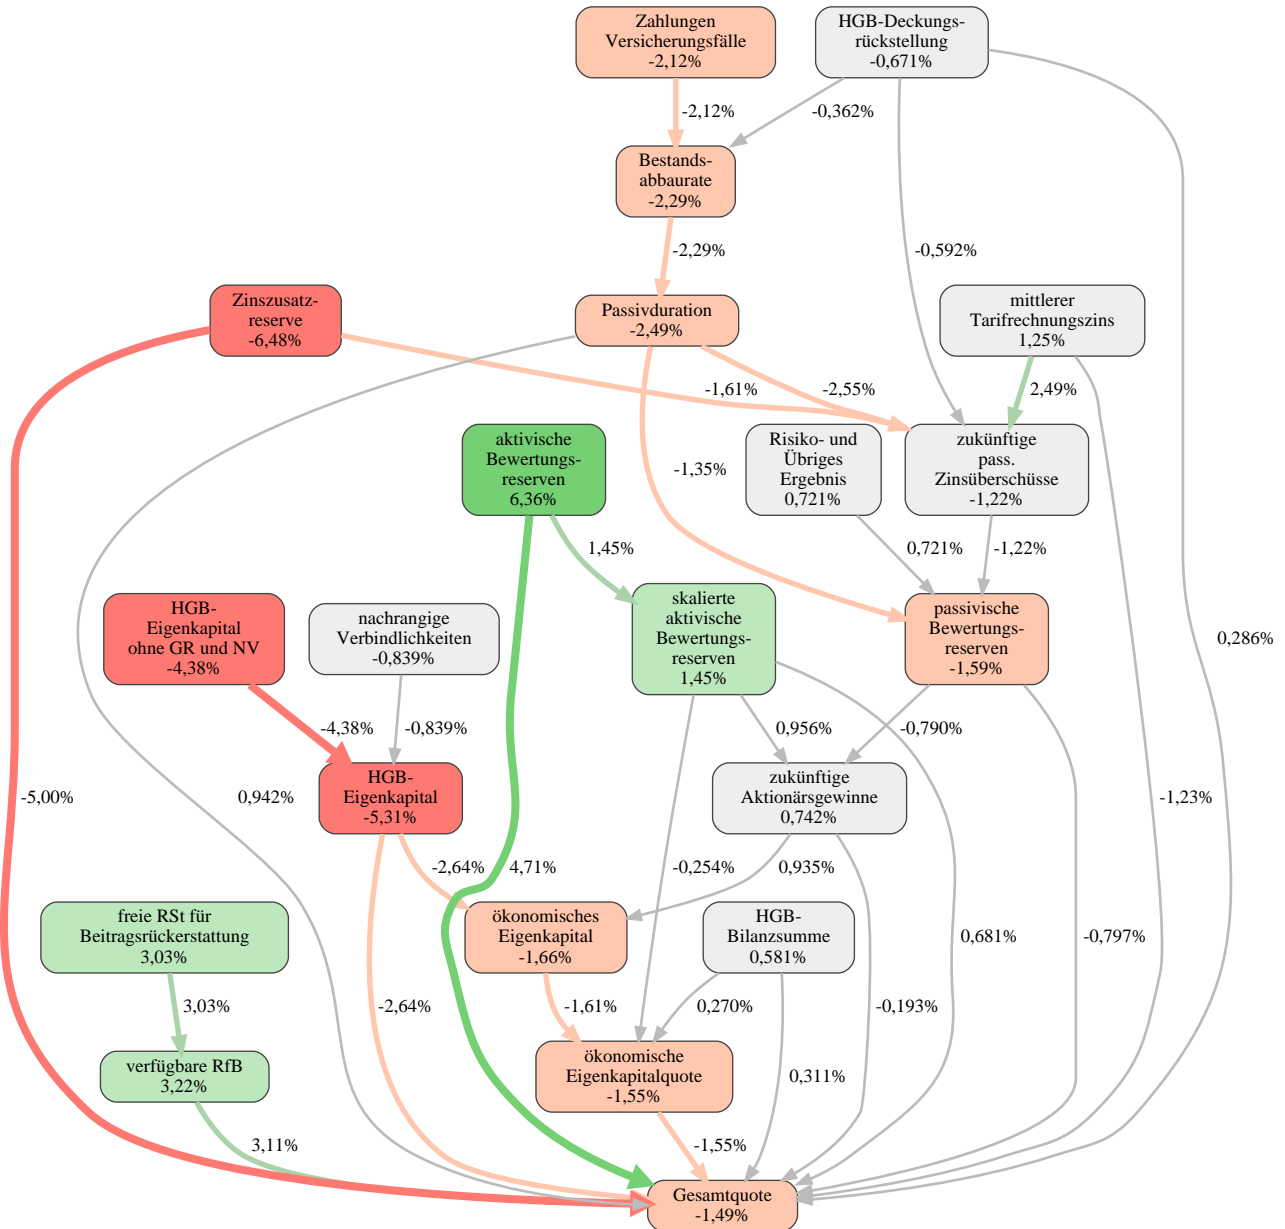 Zahlungen
Versicherungsfälle
-2,12%
HGB-Deckungs-
rückstellung
-0,671%
-2,12%
-0,362%
Bestands-
abbaurate
-2,29%
-2,29%
-0,592%
Zinszusatz-
reserve
-6,48%
Passivduration
-2,49%
mittlerer
Tarifrechnungszins
1,25%
-1,61%
-2,55%
2,49%
aktivische
Bewertungs-
reserven
6,36%
-1,35%
Risiko- und
Übriges
Ergebnis
0,721%
zukünftige
pass.
Zinsüberschüsse
-1,22%
1,45%
0,721%
-1,22%
HGB-
Eigenkapital
ohne GR und NV
-4,38%
nachrangige
Verbindlichkeiten
-0,839%
skalierte
aktivische
Bewertungs-
reserven
1,45%
passivische
Bewertungs-
reserven
-1,59%
0,286%
-4,38%
-0,839%
0,956%
-0,790%
-5,00%
0,942%
HGB-
Eigenkapital
-5,31%
zukünftige
Aktionärsgewinne
0,742%
-1,23%
-2,64%
4,71%
-0,254%
0,935%
freie RSt für
Beitragsrückerstattung
3,03%
ökonomisches
Eigenkapital
-1,66%
HGB-
Bilanzsumme
0,581%
0,681%
-0,797%
3,03%
-2,64%
-1,61%
0,270%
-0,193%
verfügbare RfB
3,22%
ökonomische
Eigenkapitalquote
-1,55%
0,311%
3,11%
-1,55%
Gesamtquote
-1,49%